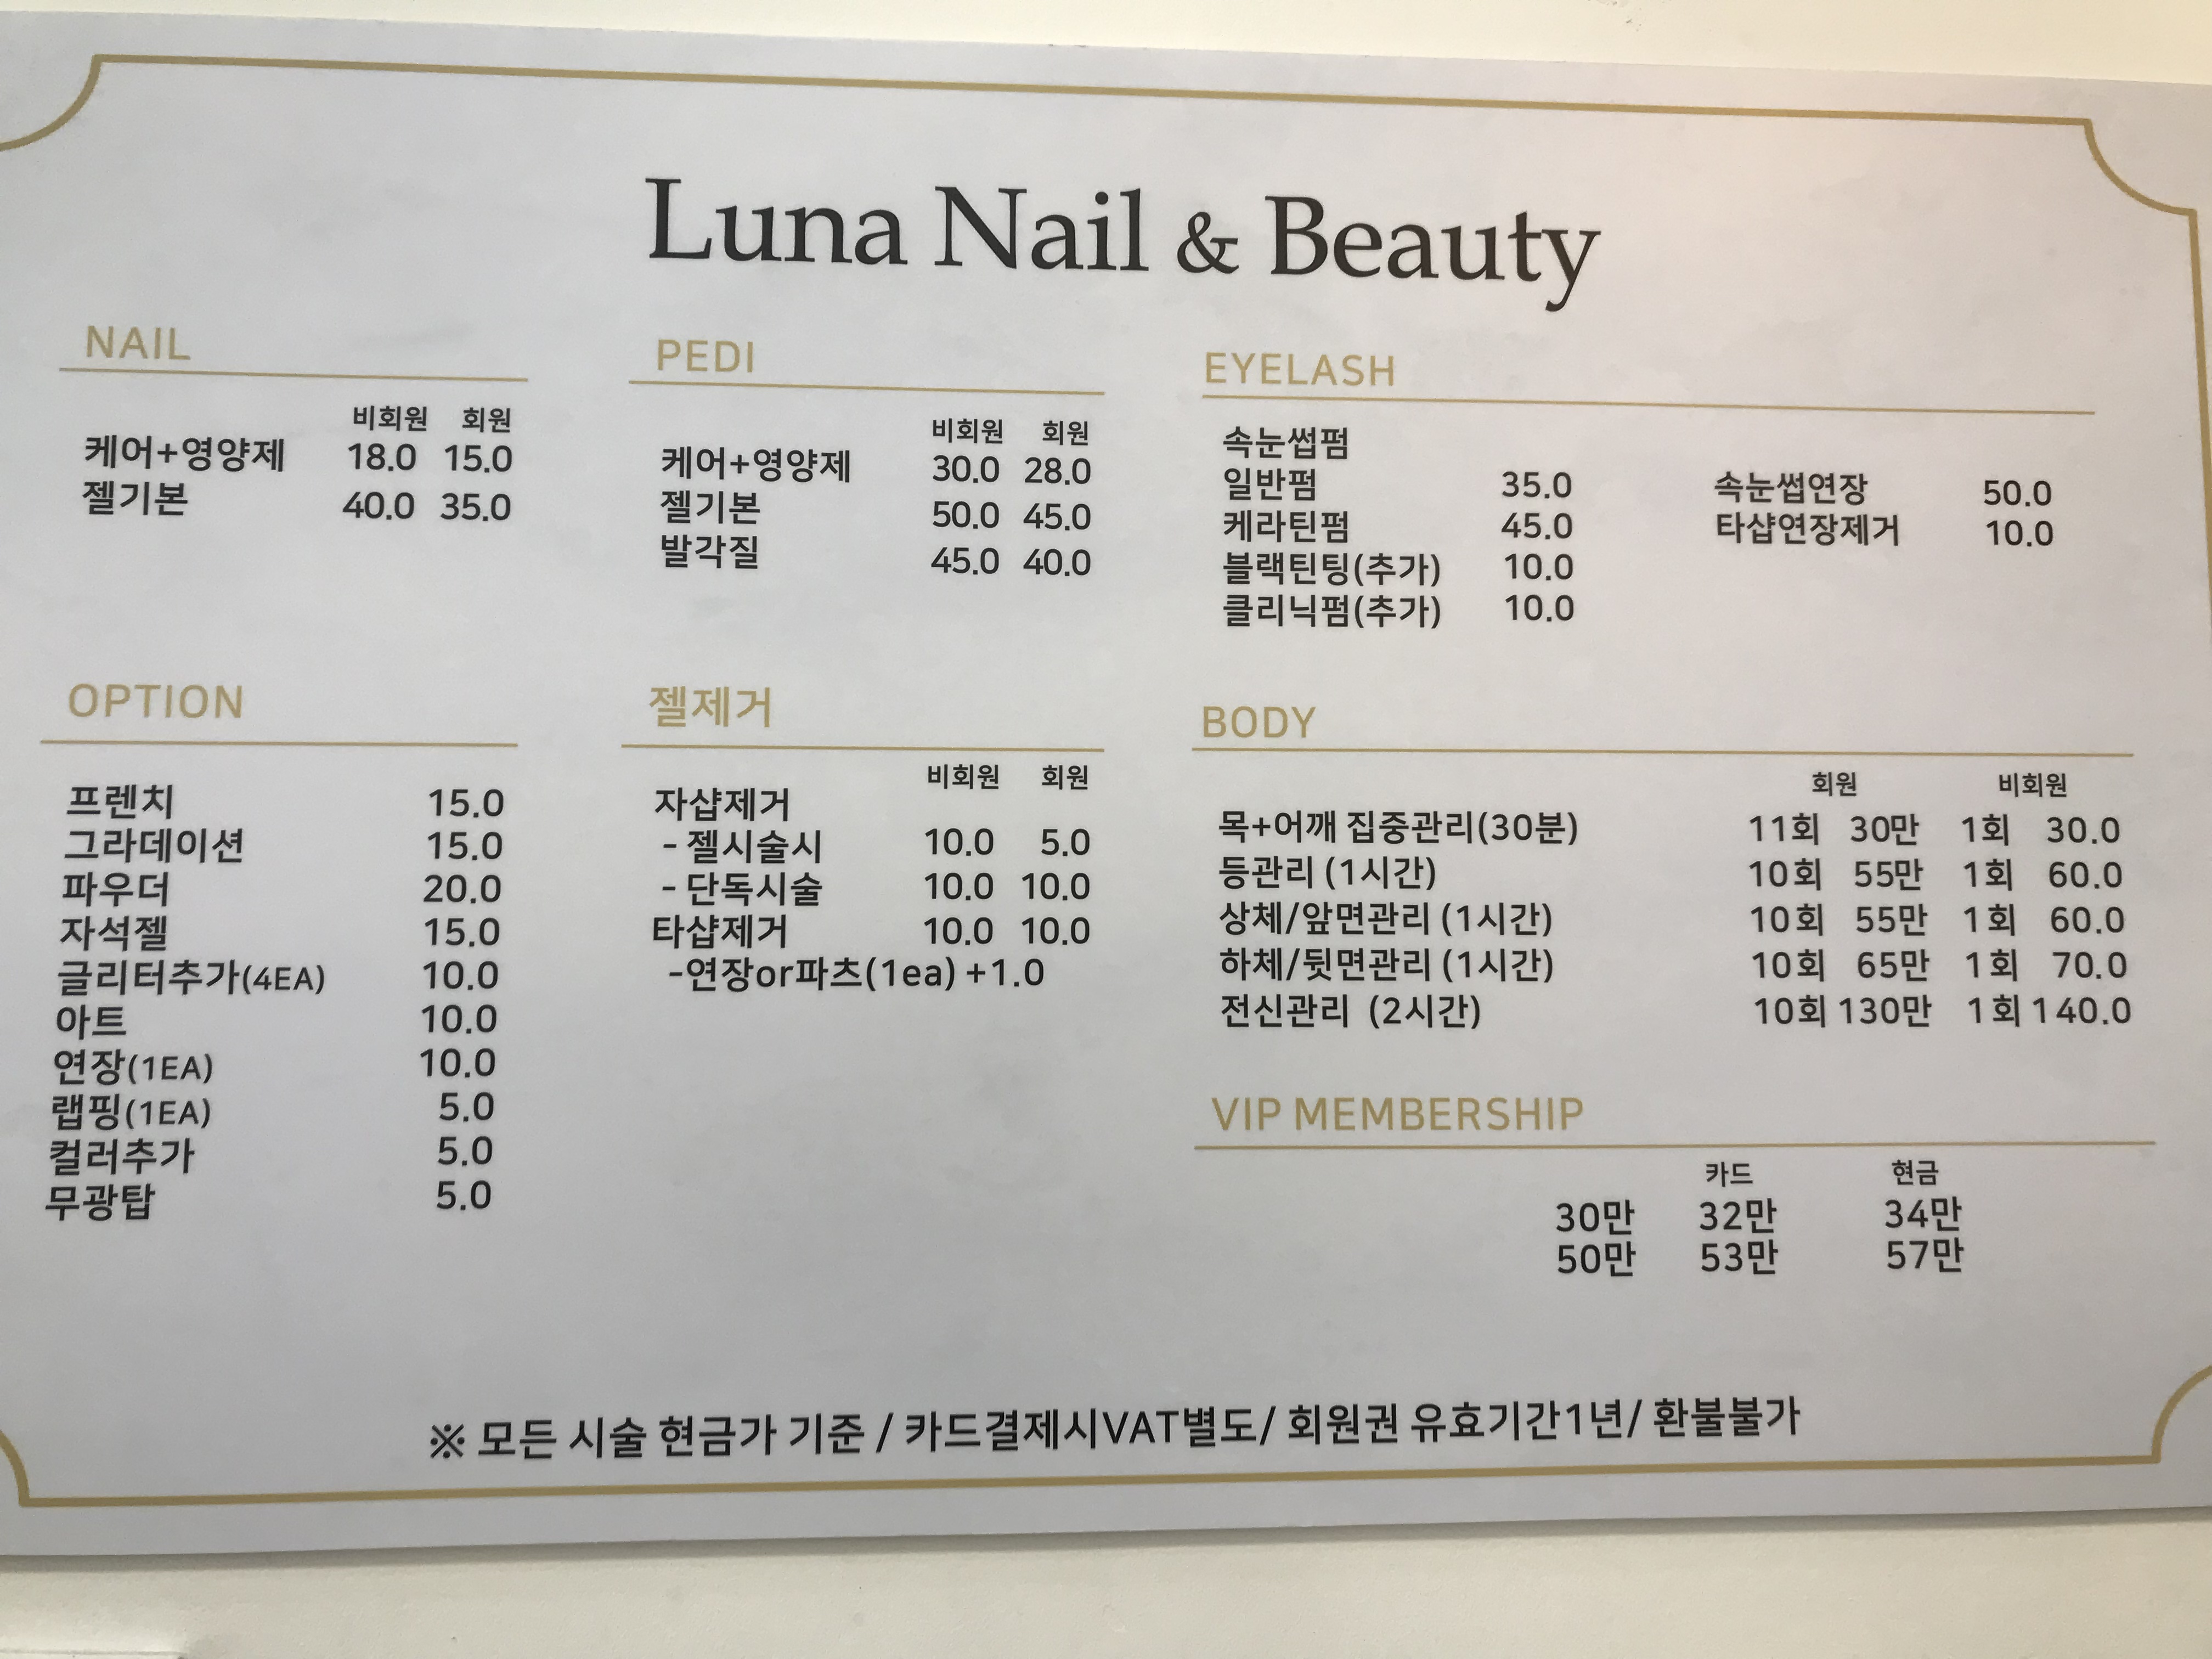 Luna Nail & Beauty
NAIL
비회원 회원
케어+영양제 18.0 15.0
젤기본 40.0 35.0
PEDI
비회원 회원
케어+영양제 30.0 28.0
젤기본 50.0 45.0
발각질 45.0 40.0
EYELASH
속눈썹펌
일반펌 35.0
케라틴펌 45.0
블랙틴팅(추가) 10.0
클리닉펌(추가) 10.0
속눈썹연장 50.0
타샵연장제거 10.0
OPTION
프렌치 15.0
그라데이션 15.0
파우더 20.0
자석젤 15.0
글리터추가(4EA) 10.0
아트 10.0
연장(1EA) 10.0
랩핑(1EA) 5.0
컬러추가 5.0
무광탑 5.0
젤제거
비회원 회원
자샵제거
- 젤시술시 10.0 5.0
- 단독시술 10.0 10.0
타샵제거 10.0 10.0
-연장or파츠(1ea) +1.0
BODY
회원 비회원
목+어깨 집중관리(30분) 11회 30만 1회 30.0
등관리 (1시간) 10회 55만 1회 60.0
상체/앞면관리 (1시간) 10회 55만 1회 60.0
하체/뒷면관리 (1시간) 10회 65만 1회 70.0
전신관리 (2시간) 10회 130만 1회 140.0
VIP MEMBERSHIP
카드 현금
30만 32만 34만
50만 53만 57만
※ 모든 시술 현금가 기준 / 카드결제시VAT별도/ 회원권 유효기간1년/ 환불불가